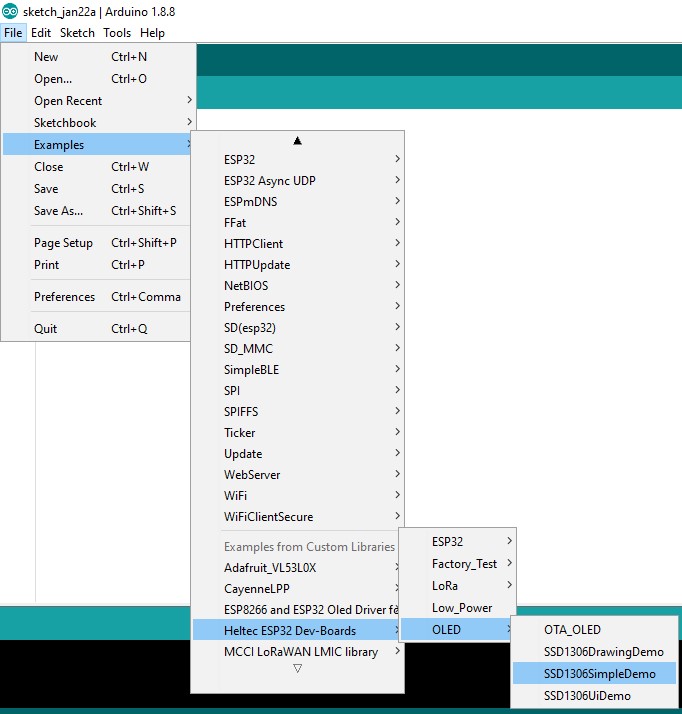 sketch_jan22a | Arduino 1.8.8
File Edit Sketch Tools Help
New Ctrl+N
Open... Ctrl+O
Open Recent
Sketchbook
Examples
Close Ctrl+W
Save Ctrl+S
Save As... Ctrl+Shift+S
Page Setup Ctrl+Shift+P
Print Ctrl+P
Preferences Ctrl+Comma
Quit Ctrl+Q
ESP32
ESP32 Async UDP
ESPmDNS
FFat
HTTPClient
HTTPUpdate
NetBIOS
Preferences
SD(esp32)
SD_MMC
SimpleBLE
SPI
SPIFFS
Ticker
Update
WebServer
WiFi
WiFiClientSecure
Examples from Custom Libraries
Adafruit_VL53L0X
CayenneLPP
ESP8266 and ESP32 Oled Driver fo
Heltec ESP32 Dev-Boards
MCCI LoRaWAN LMIC library
ESP32
Factory_Test
LoRa
Low_Power
OLED
OTA_OLED
SSD1306DrawingDemo
SSD1306SimpleDemo
SSD1306UiDemo